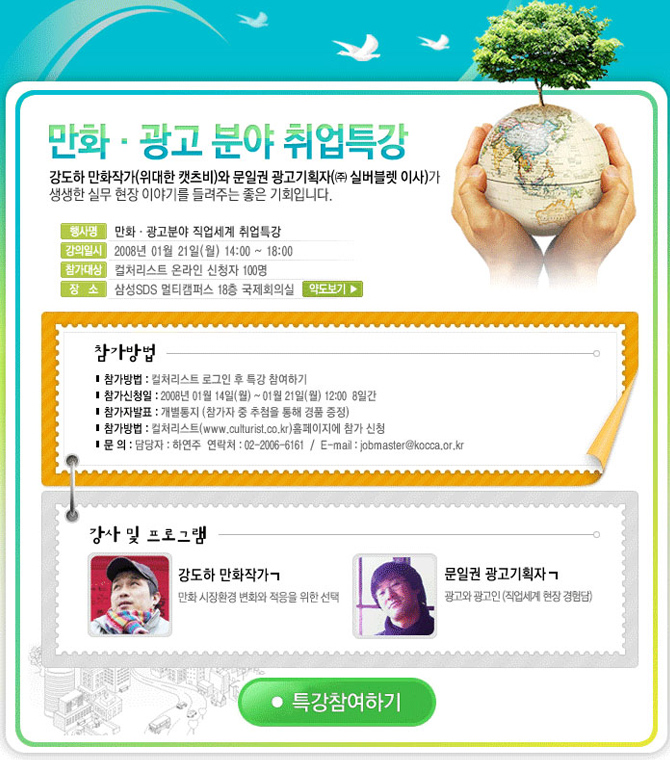 만화 · 광고 분야 취업특강
강도하 만화작가(위대한 캣츠비)와 문일권 광고기획자(㈜ 실버블렛 이사)가
생생한 실무 현장 이야기를 들려주는 좋은 기회입니다.
행사명 만화 · 광고분야 직업세계 취업특강
강의일시 2008년 01월 21일(월) 14:00 ~ 18:00
참가대상 컬처리스트 온라인 신청자 100명
장 소 삼성SDS 멀티캠퍼스 18층 국제회의실 약도보기 ▶
참가방법
참가방법 : 컬처리스트 로그인 후 특강 참여하기
참가신청일 : 2008년 01월 14일(월) ~ 01월 21일(월) 12:00 8일간
참가자발표 : 개별통지 (참가자 중 추첨을 통해 경품 증정)
참가방법 : 컬처리스트(www.culturist.co.kr)홈페이지에 참가 신청
문 의 : 담당자 : 하연주 연락처 : 02-2006-6161 / E-mail : jobmaster@kocca.or.kr
강사 및 프로그램
강도하 만화작가ㄱ
만화 시장환경 변화와 적응을 위한 선택
문일권 광고기획자ㄱ
광고와 광고인 (직업세계 현장 경험담)
특강참여하기